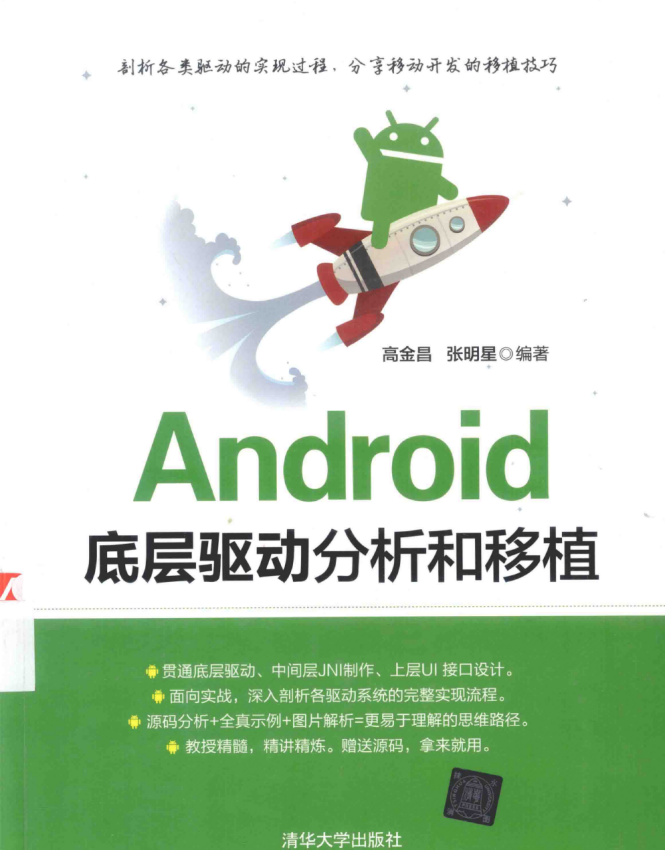 剖析各类驱动的实现过程，分享移动开发的移植技巧
高金昌 张明星◎编著
Android
底层驱动分析和移植
贯通底层驱动、中间层JNI制作、上层UI 接口设计。
面向实战，深入剖析各驱动系统的完整实现流程。
源码分析+全真示例+图片解析=更易于理解的思维路径。
教授精髓，精讲精炼。赠送源码，拿来就用。
清华大学出版社